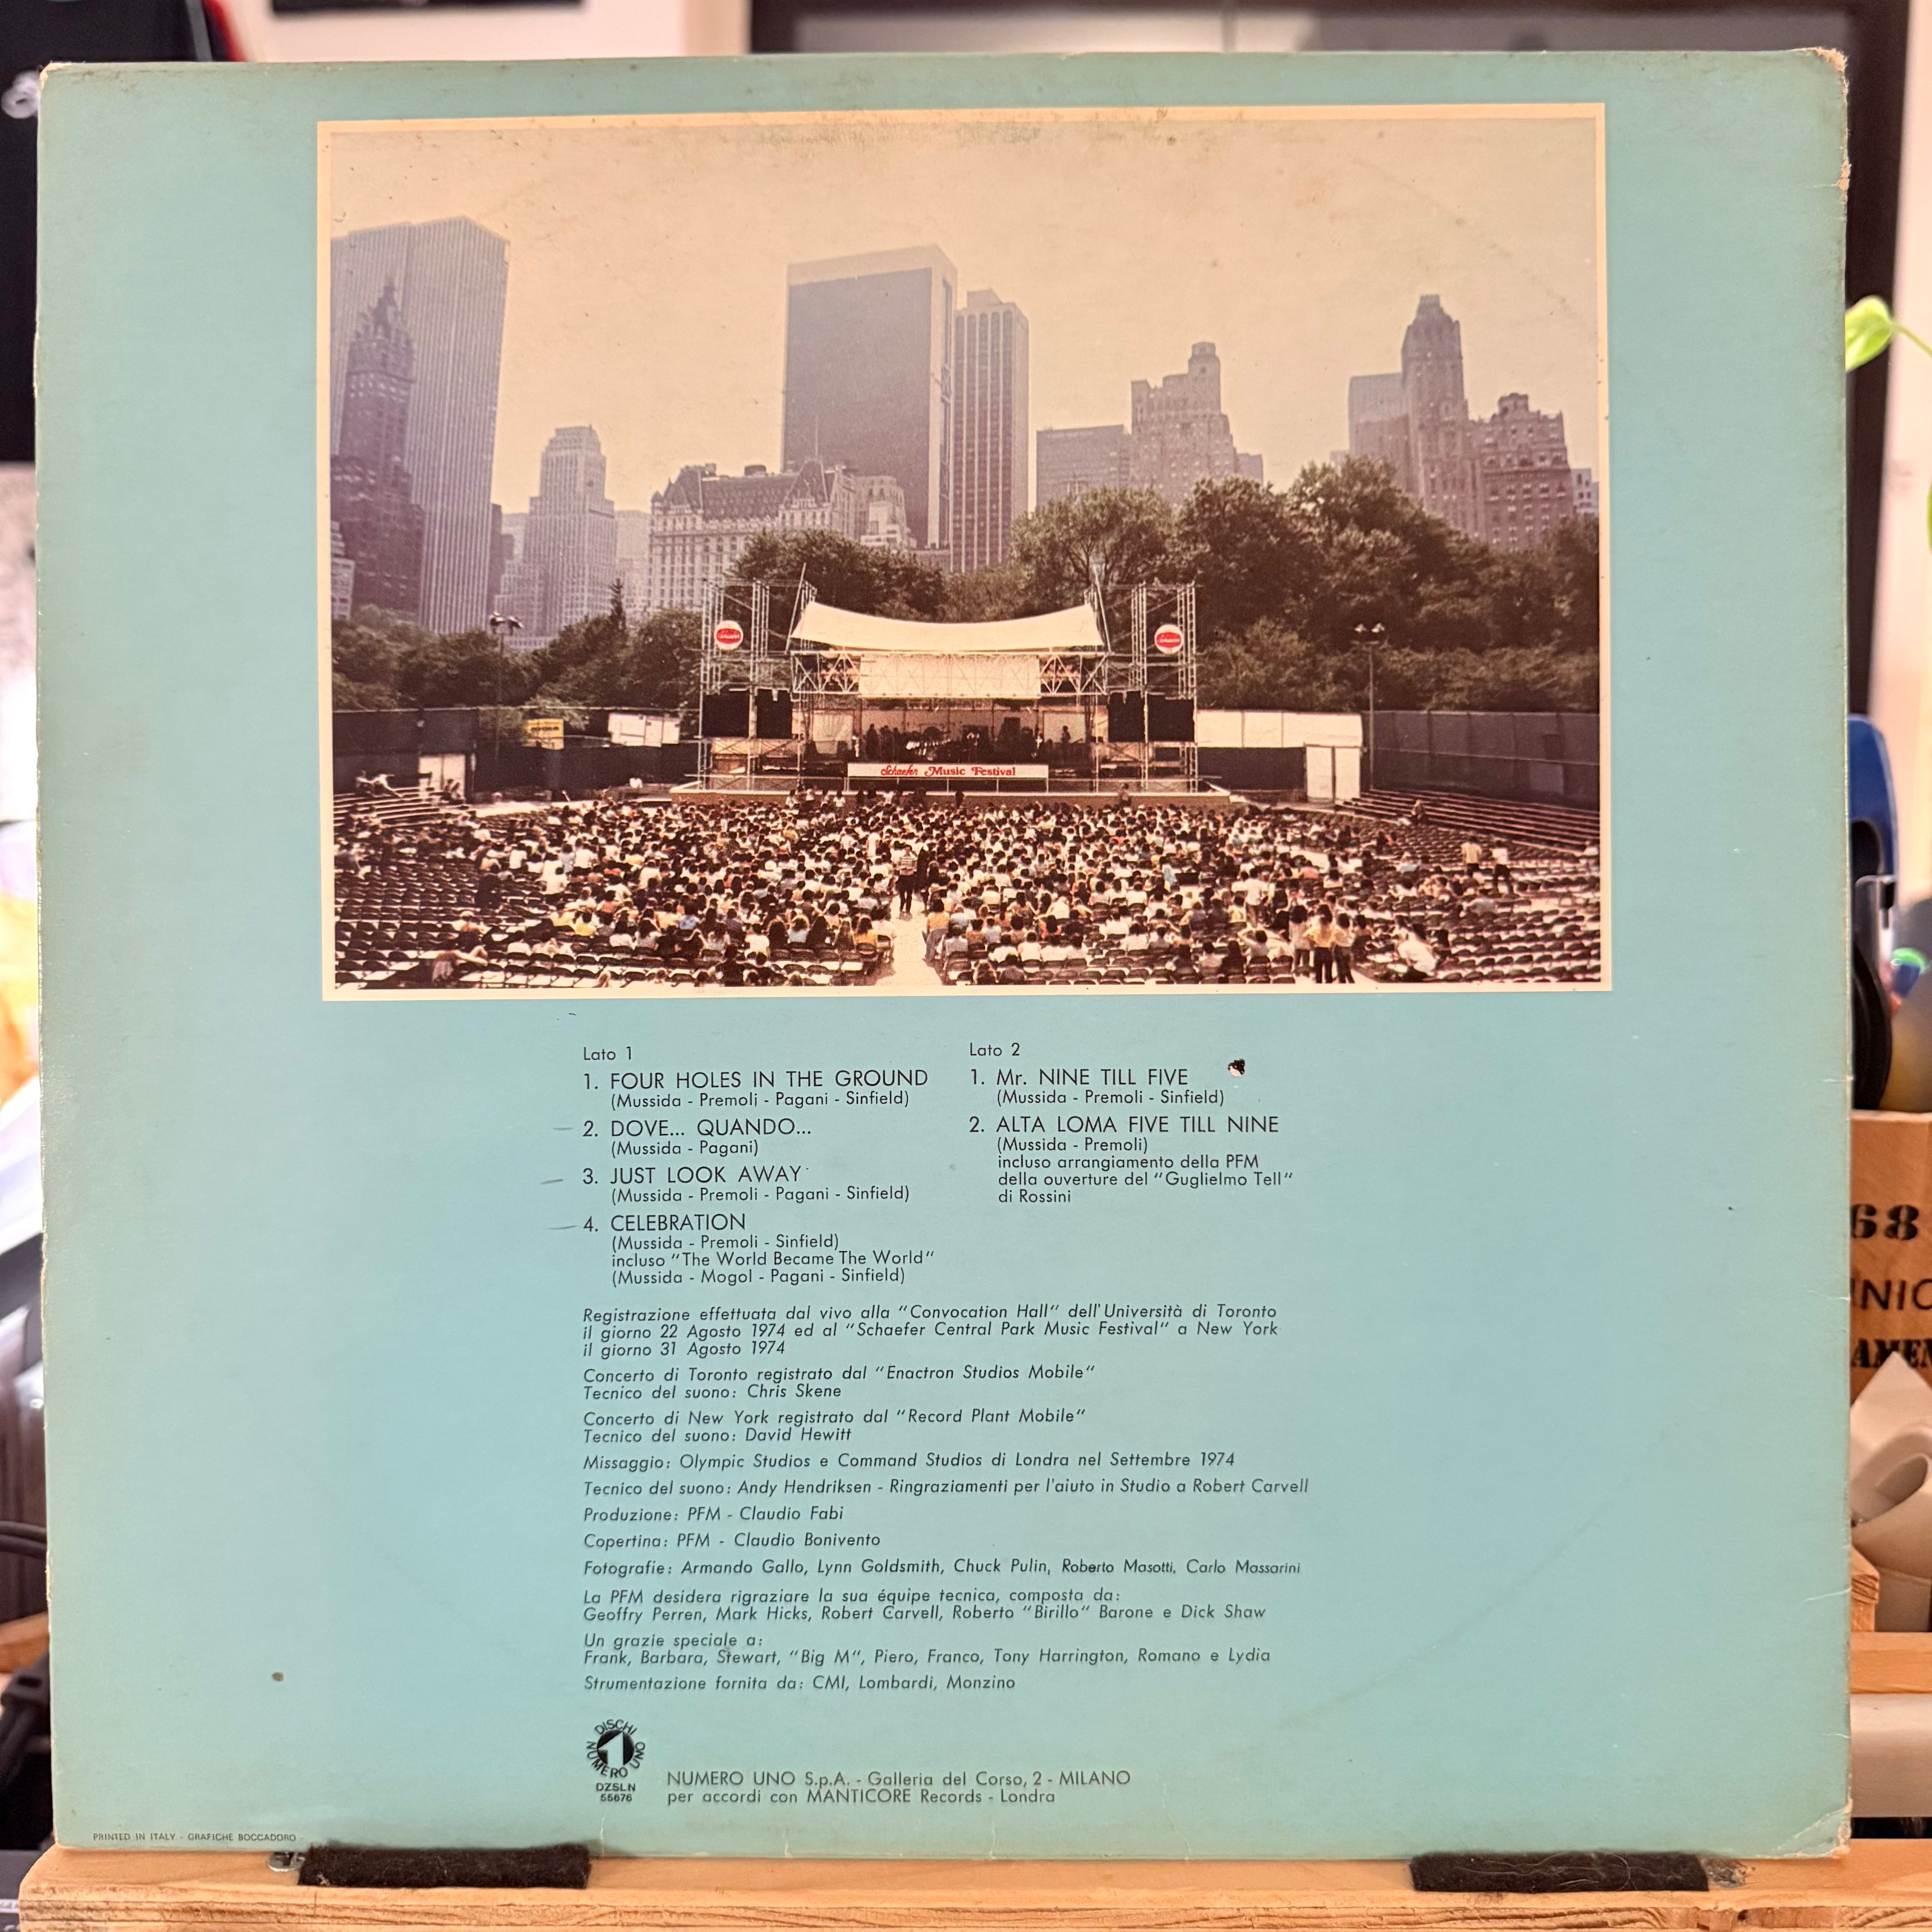 Schaefer
Schaefer
Schaefer Music Festival
Lato 1
1. FOUR HOLES IN THE GROUND
(Mussida - Premoli - Pagani - Sinfield)
2. DOVE... QUANDO...
(Mussida - Pagani)
3. JUST LOOK AWAY
(Mussida - Premoli - Pagani - Sinfield)
4. CELEBRATION
(Mussida - Premoli - Sinfield)
incluso "The World Became The World"
(Mussida - Mogol - Pagani - Sinfield)
Lato 2
1. Mr. NINE TILL FIVE
(Mussida - Premoli - Sinfield)
2. ALTA LOMA FIVE TILL NINE
(Mussida - Premoli)
incluso arrangiamento della PFM
della ouverture del "Guglielmo Tell"
di Rossini
Registrazione effettuata dal vivo alla "Convocation Hall" dell'Università di Toronto
il giorno 22 Agosto 1974 ed al "Schaefer Central Park Music Festival" a New York
il giorno 31 Agosto 1974
Concerto di Toronto registrato dal "Enactron Studios Mobile"
Tecnico del suono: Chris Skene
Concerto di New York registrato dal "Record Plant Mobile"
Tecnico del suono: David Hewitt
Missaggio: Olympic Studios e Command Studios di Londra nel Settembre 1974
Tecnico del suono: Andy Hendriksen - Ringraziamenti per l'aiuto in Studio a Robert Carvell
Produzione: PFM - Claudio Fabi
Copertina: PFM - Claudio Bonivento
Fotografie: Armando Gallo, Lynn Goldsmith, Chuck Pulin, Roberto Masotti, Carlo Massarini
La PFM desidera rigraziare la sua équipe tecnica, composta da:
Geoffry Perren, Mark Hicks, Robert Carvell, Roberto "Birillo" Barone e Dick Shaw
Un grazie speciale a:
Frank, Barbara, Stewart, "Big M", Piero, Franco, Tony Harrington, Romano e Lydia
Strumentazione fornita da: CMI, Lombardi, Monzino
DISCHI NUMERO UNO
1
DZSLN
55676
NUMERO UNO S.p.A. - Galleria del Corso, 2 - MILANO
per accordi con MANTICORE Records - Londra
PRINTED IN ITALY - GRAFICHE BOCCADORO -
68